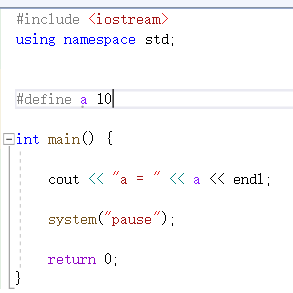 #include <iostream>
using namespace std;
#define a 10
int main() {
cout << "a = " << a << endl;
system("pause");
return 0;
}